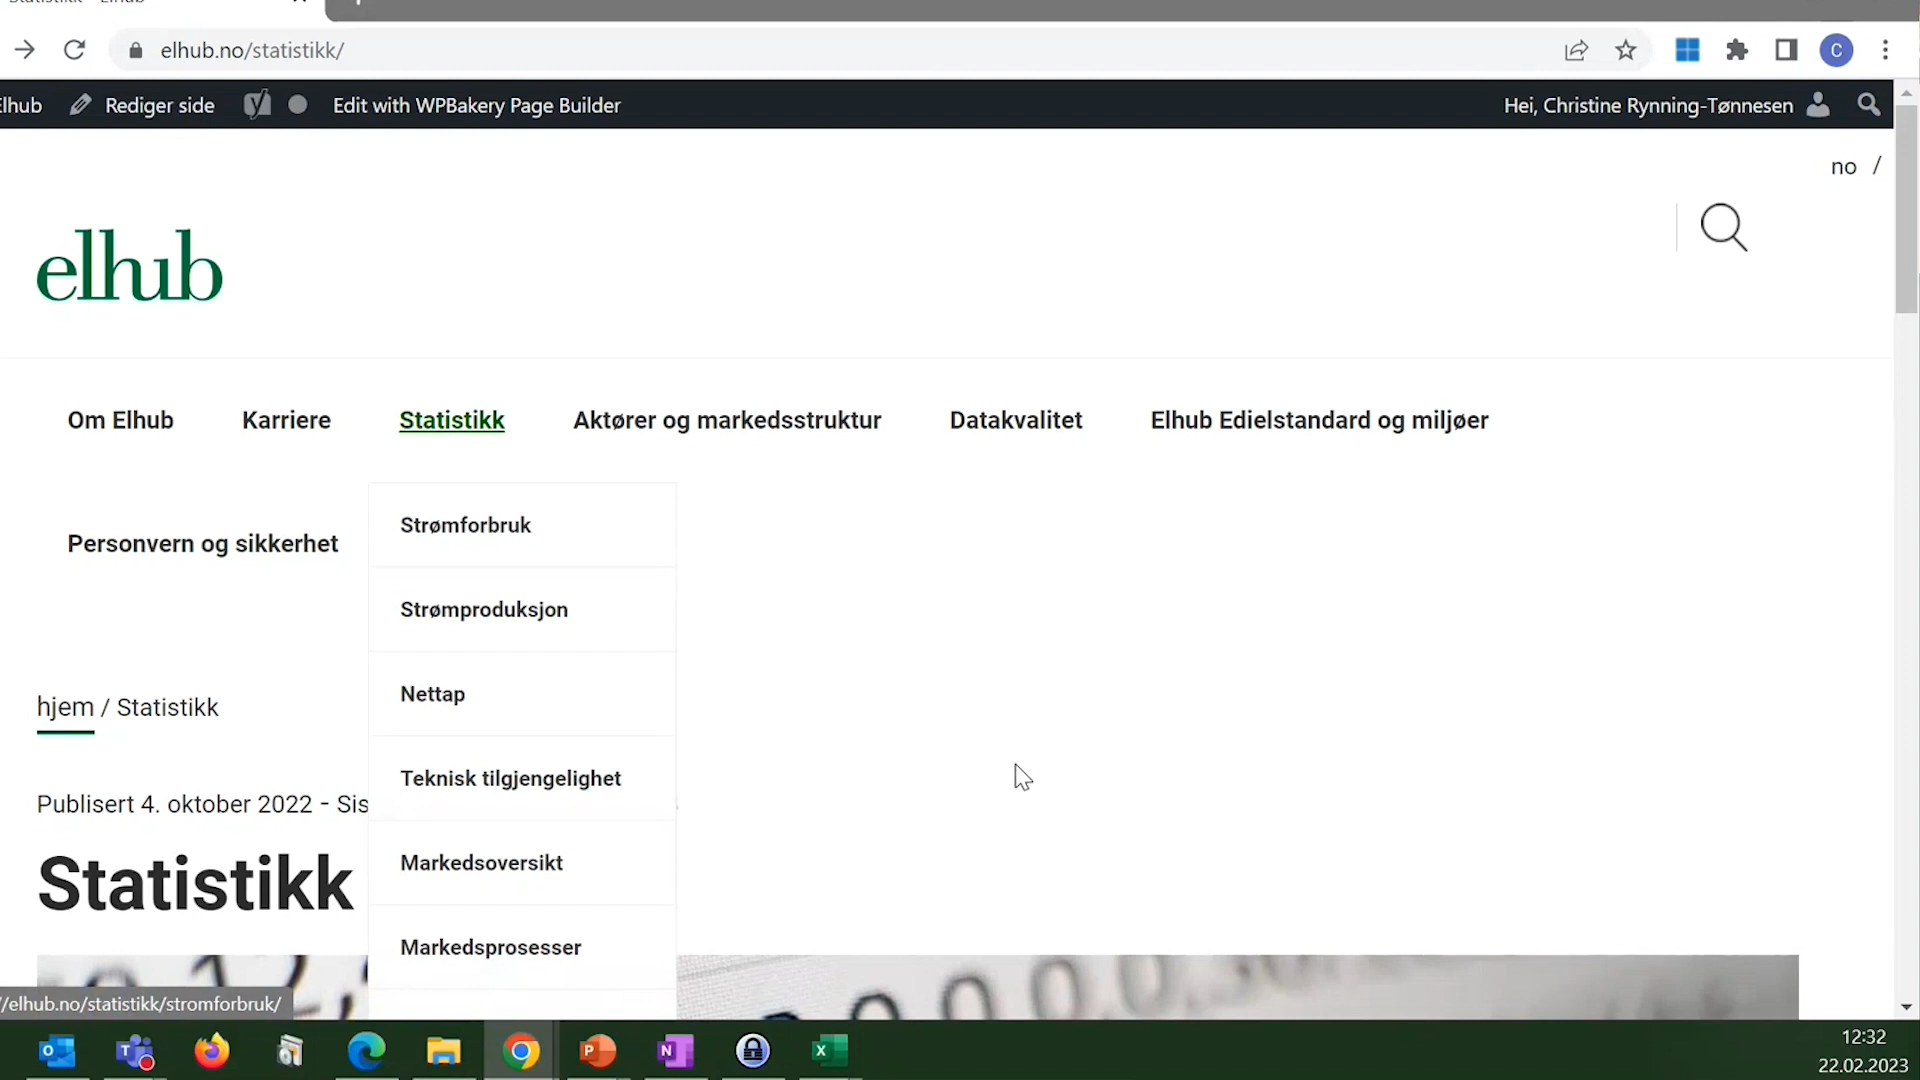 elhub.no/statistikk/
Elhub Rediger side Edit with WPBakery Page Builder Hei, Christine Rynning-Tønnesen
C
no /
elhub
Om Elhub Karriere Statistikk Aktører og markedsstruktur Datakvalitet Elhub Edielstandard og miljøer
Personvern og sikkerhet
Strømforbruk
Strømproduksjon
Nettap
Teknisk tilgjengelighet
Markedsoversikt
Markedsprosesser
hjem / Statistikk
Publisert 4. oktober 2022 - Sis
Statistikk
//elhub.no/statistikk/stromforbruk/
12:32
22.02.2023